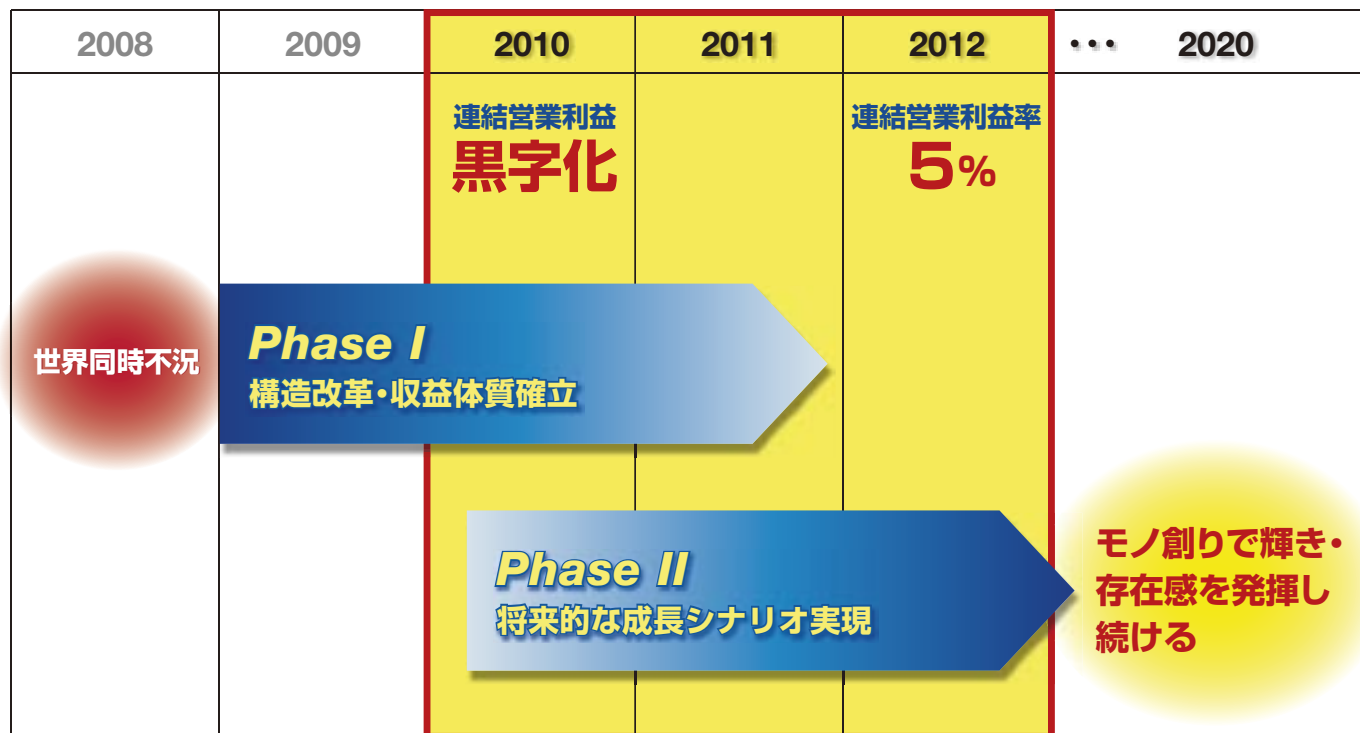 2008 2009 2010 2011 2012 ・・・ 2020
連結営業利益
黒字化
連結営業利益率
5%
世界同時不況
Phase I
構造改革・収益体質確立
Phase II
将来的な成長シナリオ実現
モノ創りで輝き・
存在感を発揮し
続ける